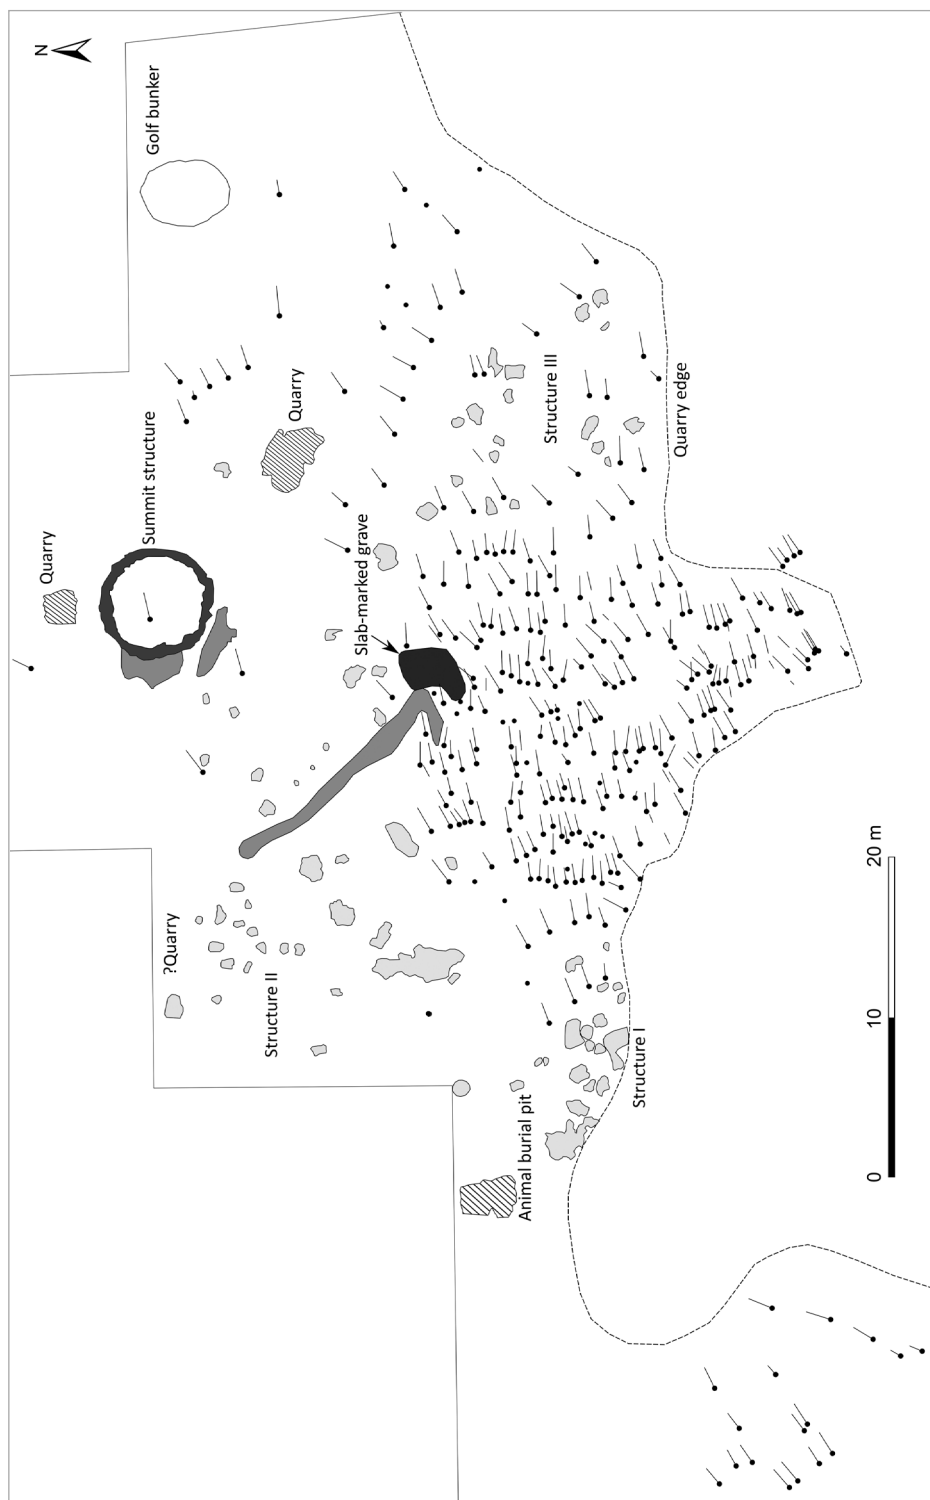 N
Golf bunker
Summit structure
Quarry
Quarry
Slab-marked grave
Structure III
Quarry edge
?Quarry
Structure II
Structure I
Animal burial pit
0
10
20 m